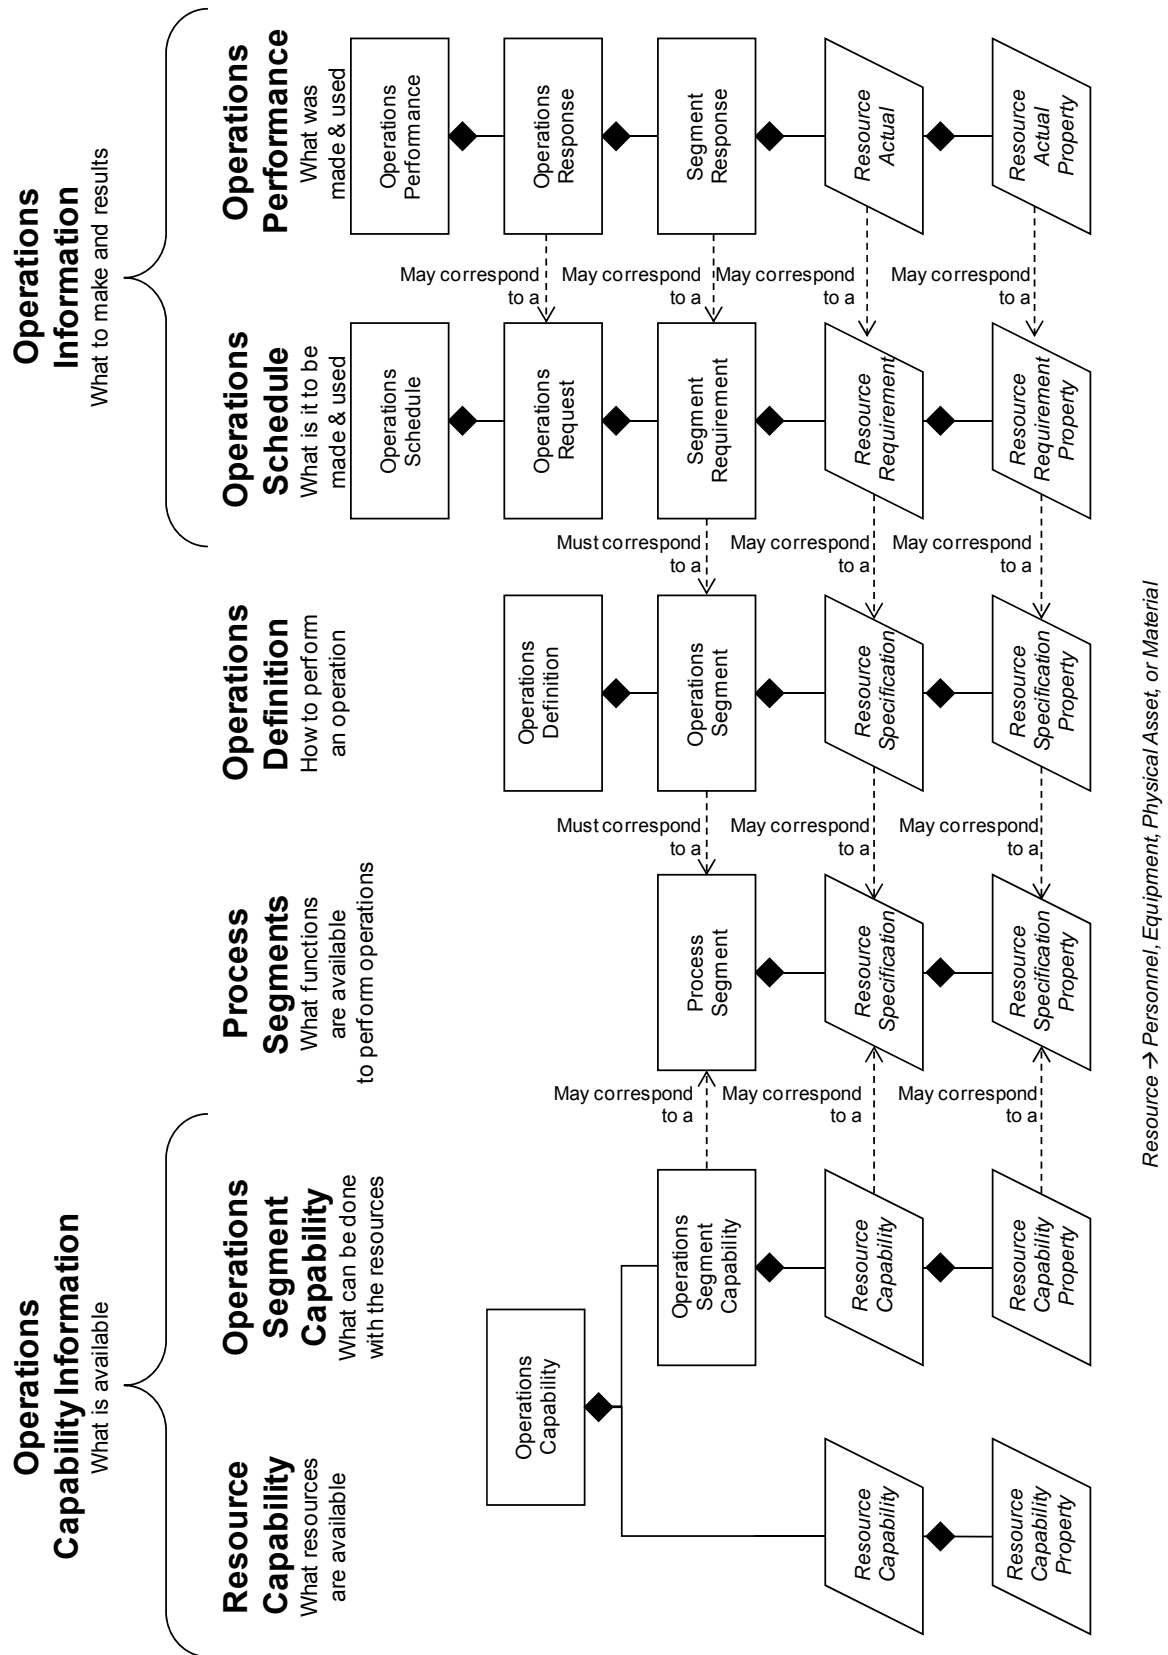 Operations
Capability Information
What is available
Operations
Information
What to make and results
Resource
Capability
What resources
are available
Operations
Segment
Capability
What can be done
with the resources
Process
Segments
What functions
are available
to perform operations
Operations
Definition
How to perform
an operation
Operations
Schedule
What is it to be
made & used
Operations
Performance
What was
made & used
Operations
Schedule
Operations
Performance
Operations
Capability
Operations
Definition
Operations
Request
May correspond
to a
Operations
Response
Operations
Segment
Capability
May correspond
to a
Process
Segment
Must correspond
to a
Operations
Segment
Must correspond
to a
Segment
Requirement
May correspond
to a
Segment
Response
Resource
Capability
Resource
Capability
May correspond
to a
Resource
Specification
May correspond
to a
Resource
Specification
May correspond
to a
Resource
Requirement
May correspond
to a
Resource
Actual
Resource
Capability
Property
Resource
Capability
Property
May correspond
to a
Resource
Specification
Property
May correspond
to a
Resource
Specification
Property
May correspond
to a
Resource
Requirement
Property
May correspond
to a
Resource
Actual
Property
Resource → Personnel, Equipment, Physical Asset, or Material